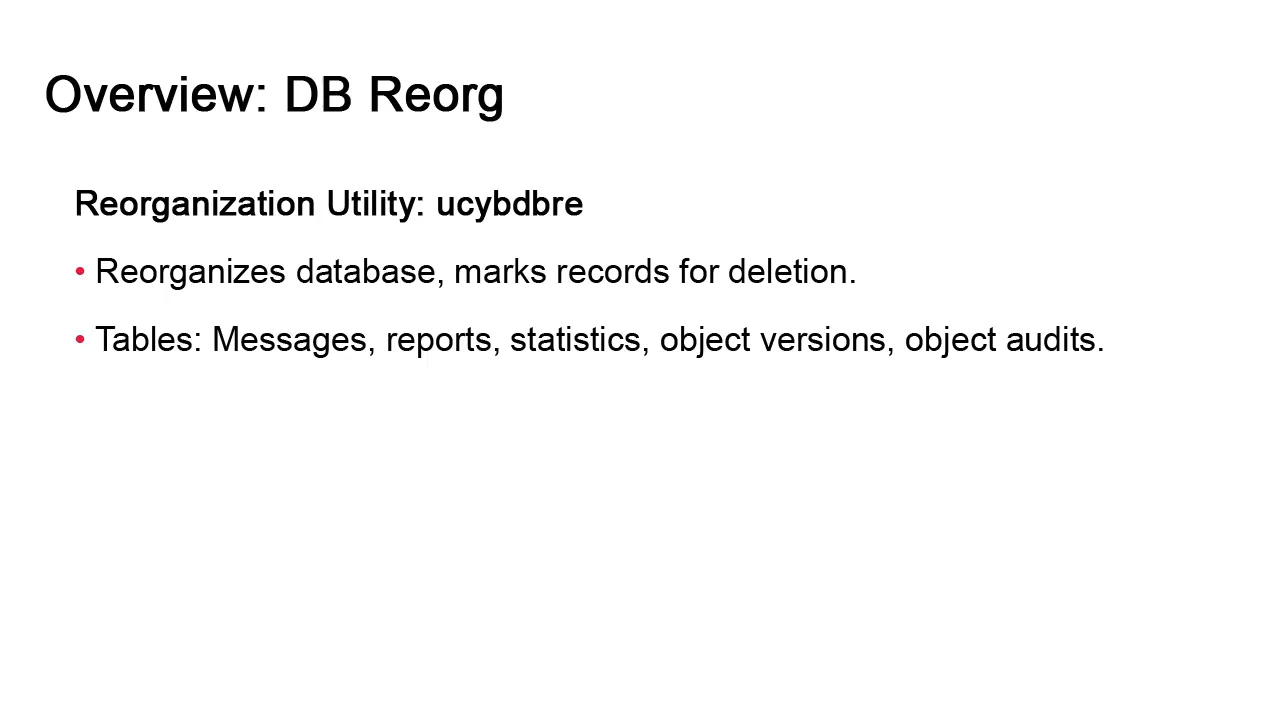 Overview: DB Reorg
Reorganization Utility: ucybdbre
• Reorganizes database, marks records for deletion.
• Tables: Messages, reports, statistics, object versions, object audits.